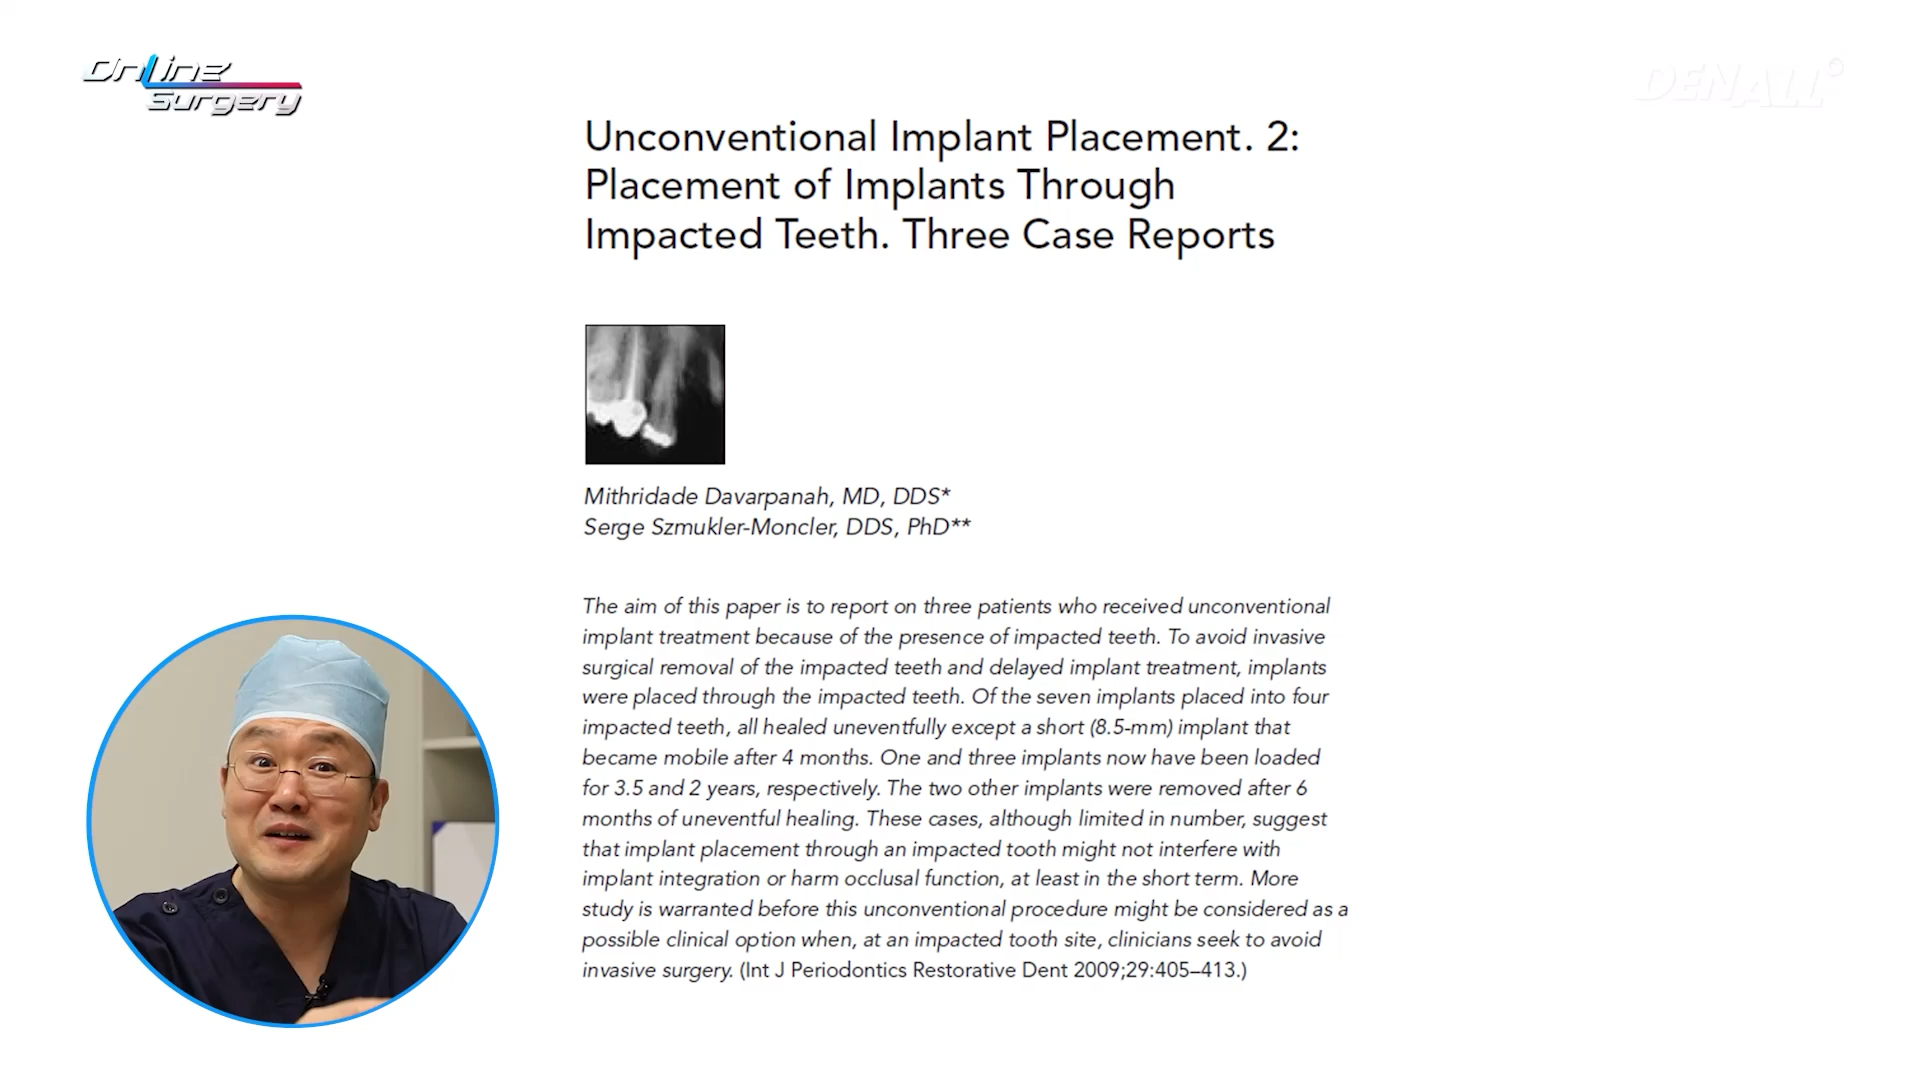 OnLine
Surgery
DENALL
Unconventional Implant Placement. 2:
Placement of Implants Through
Impacted Teeth. Three Case Reports
Mithridade Davarpanah, MD, DDS*
Serge Szmukler-Moncler, DDS, PhD**
The aim of this paper is to report on three patients who received unconventional
implant treatment because of the presence of impacted teeth. To avoid invasive
surgical removal of the impacted teeth and delayed implant treatment, implants
were placed through the impacted teeth. Of the seven implants placed into four
impacted teeth, all healed uneventfully except a short (8.5-mm) implant that
became mobile after 4 months. One and three implants now have been loaded
for 3.5 and 2 years, respectively. The two other implants were removed after 6
months of uneventful healing. These cases, although limited in number, suggest
that implant placement through an impacted tooth might not interfere with
implant integration or harm occlusal function, at least in the short term. More
study is warranted before this unconventional procedure might be considered as a
possible clinical option when, at an impacted tooth site, clinicians seek to avoid
invasive surgery. (Int J Periodontics Restorative Dent 2009;29:405–413.)